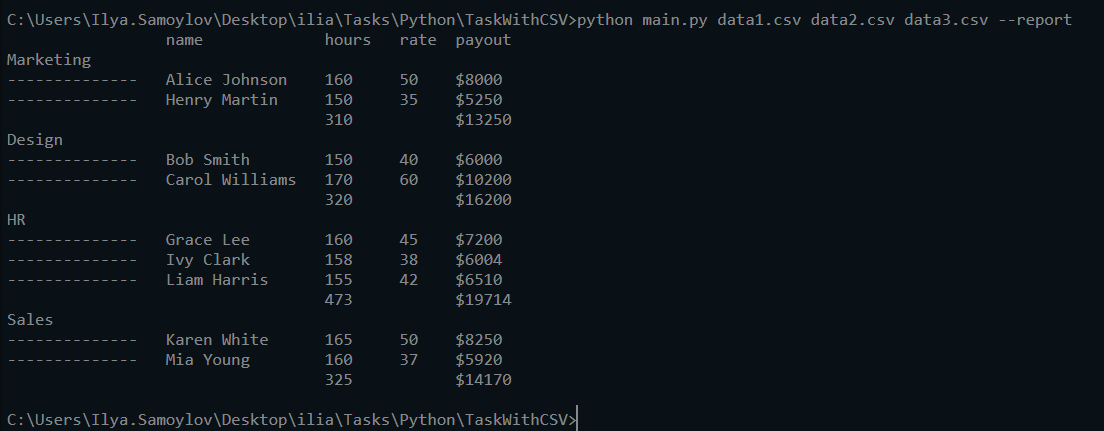 C:\Users\Ilya.Samoylov\Desktop\ilia\Tasks\Python\TaskWithCSV>python main.py data1.csv data2.csv data3.csv --report
                 name             hours   rate  payout
Marketing
--------------   Alice Johnson    160     50    $8000
--------------   Henry Martin     150     35    $5250
                                  310           $13250
Design
--------------   Bob Smith        150     40    $6000
--------------   Carol Williams   170     60    $10200
                                  320           $16200
HR
--------------   Grace Lee        160     45    $7200
--------------   Ivy Clark        158     38    $6004
--------------   Liam Harris      155     42    $6510
                                  473           $19714
Sales
--------------   Karen White      165     50    $8250
--------------   Mia Young        160     37    $5920
                                  325           $14170
C:\Users\Ilya.Samoylov\Desktop\ilia\Tasks\Python\TaskWithCSV>